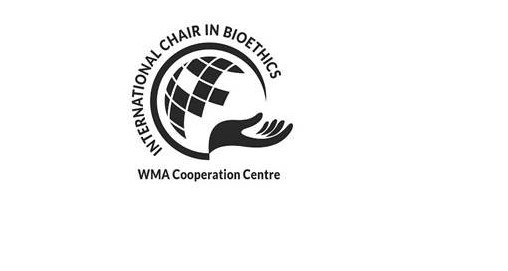 INTERNATIONAL CHAIR IN BIOETHICS
WMA Cooperation Centre